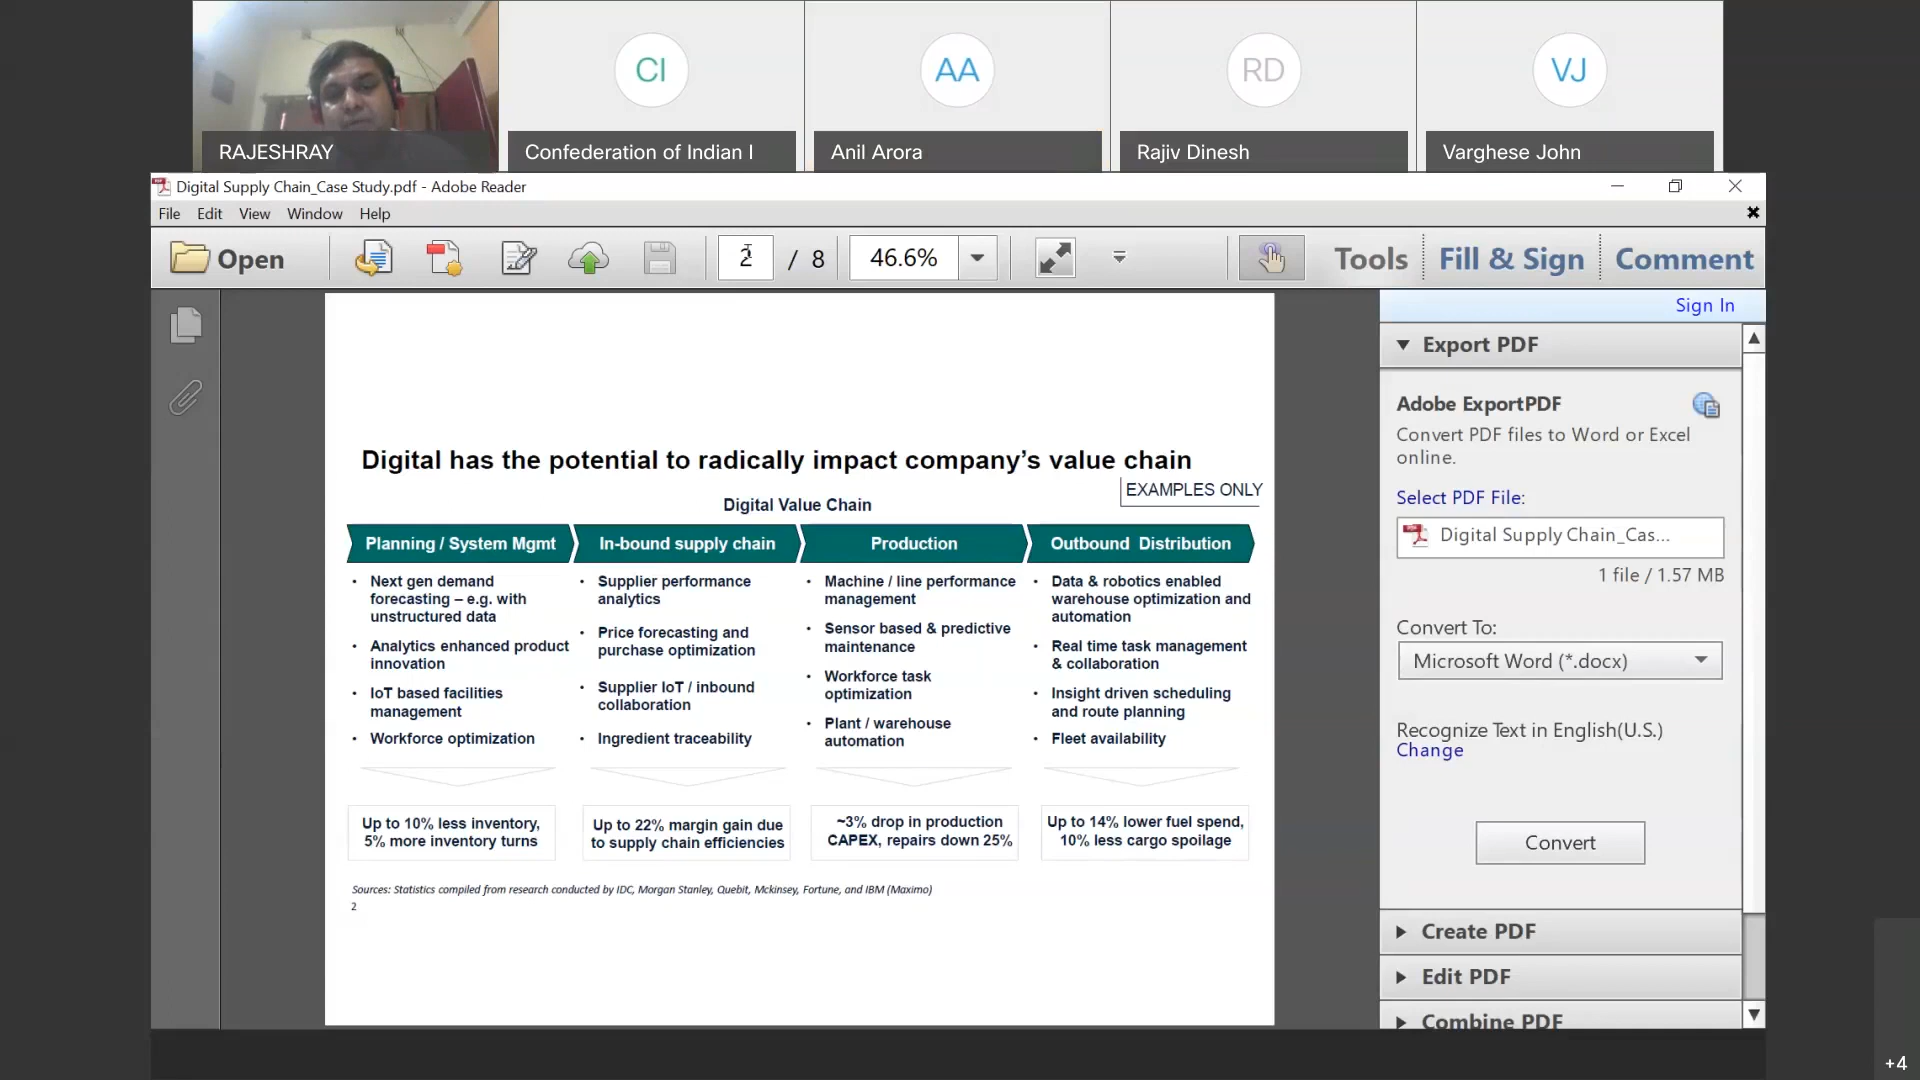 CI
AA
RD
VJ
RAJESHRAY
Confederation of Indian I
Anil Arora
Rajiv Dinesh
Varghese John
Digital Supply Chain_Case Study.pdf - Adobe Reader
File Edit View Window Help
Open
2 / 8
46.6%
Tools
Fill & Sign
Comment
Sign In
Digital has the potential to radically impact company’s value chain
EXAMPLES ONLY
Digital Value Chain
Planning / System Mgmt
• Next gen demand
forecasting – e.g. with
unstructured data
• Analytics enhanced product
innovation
• IoT based facilities
management
• Workforce optimization
Up to 10% less inventory,
5% more inventory turns
In-bound supply chain
• Supplier performance
analytics
• Price forecasting and
purchase optimization
• Supplier IoT / inbound
collaboration
• Ingredient traceability
Up to 22% margin gain due
to supply chain efficiencies
Production
• Machine / line performance
management
• Sensor based & predictive
maintenance
• Workforce task
optimization
• Plant / warehouse
automation
~3% drop in production
CAPEX, repairs down 25%
Outbound Distribution
• Data & robotics enabled
warehouse optimization and
automation
• Real time task management
& collaboration
• Insight driven scheduling
and route planning
• Fleet availability
Up to 14% lower fuel spend,
10% less cargo spoilage
Sources: Statistics compiled from research conducted by IDC, Morgan Stanley, Quebit, Mckinsey, Fortune, and IBM (Maximo)
2
Export PDF
Adobe ExportPDF
Convert PDF files to Word or Excel
online.
Select PDF File:
Digital Supply Chain_Cas...
1 file / 1.57 MB
Convert To:
Microsoft Word (*.docx)
Recognize Text in English(U.S.)
Change
Convert
Create PDF
Edit PDF
Combine PDF
+4